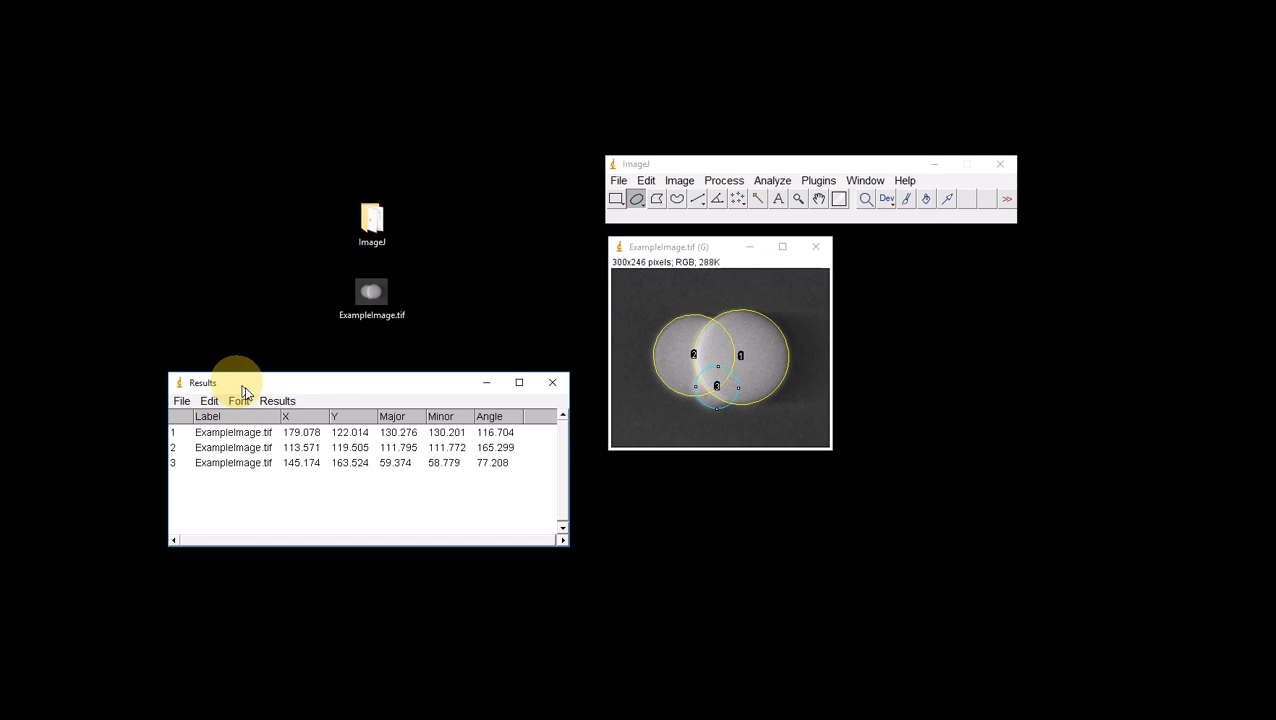 ImageJ
File Edit Image Process Analyze Plugins Window Help
A Dev >>
ImageJ
ExampleImage.tif (G)
300x246 pixels; RGB; 288K
2 1
3
ExampleImage.tif
Results
File Edit Font Results
Label X Y Major Minor Angle
1 ExampleImage.tif 179.078 122.014 130.276 130.201 116.704
2 ExampleImage.tif 113.571 119.505 111.795 111.772 165.299
3 ExampleImage.tif 145.174 163.524 59.374 58.779 77.208